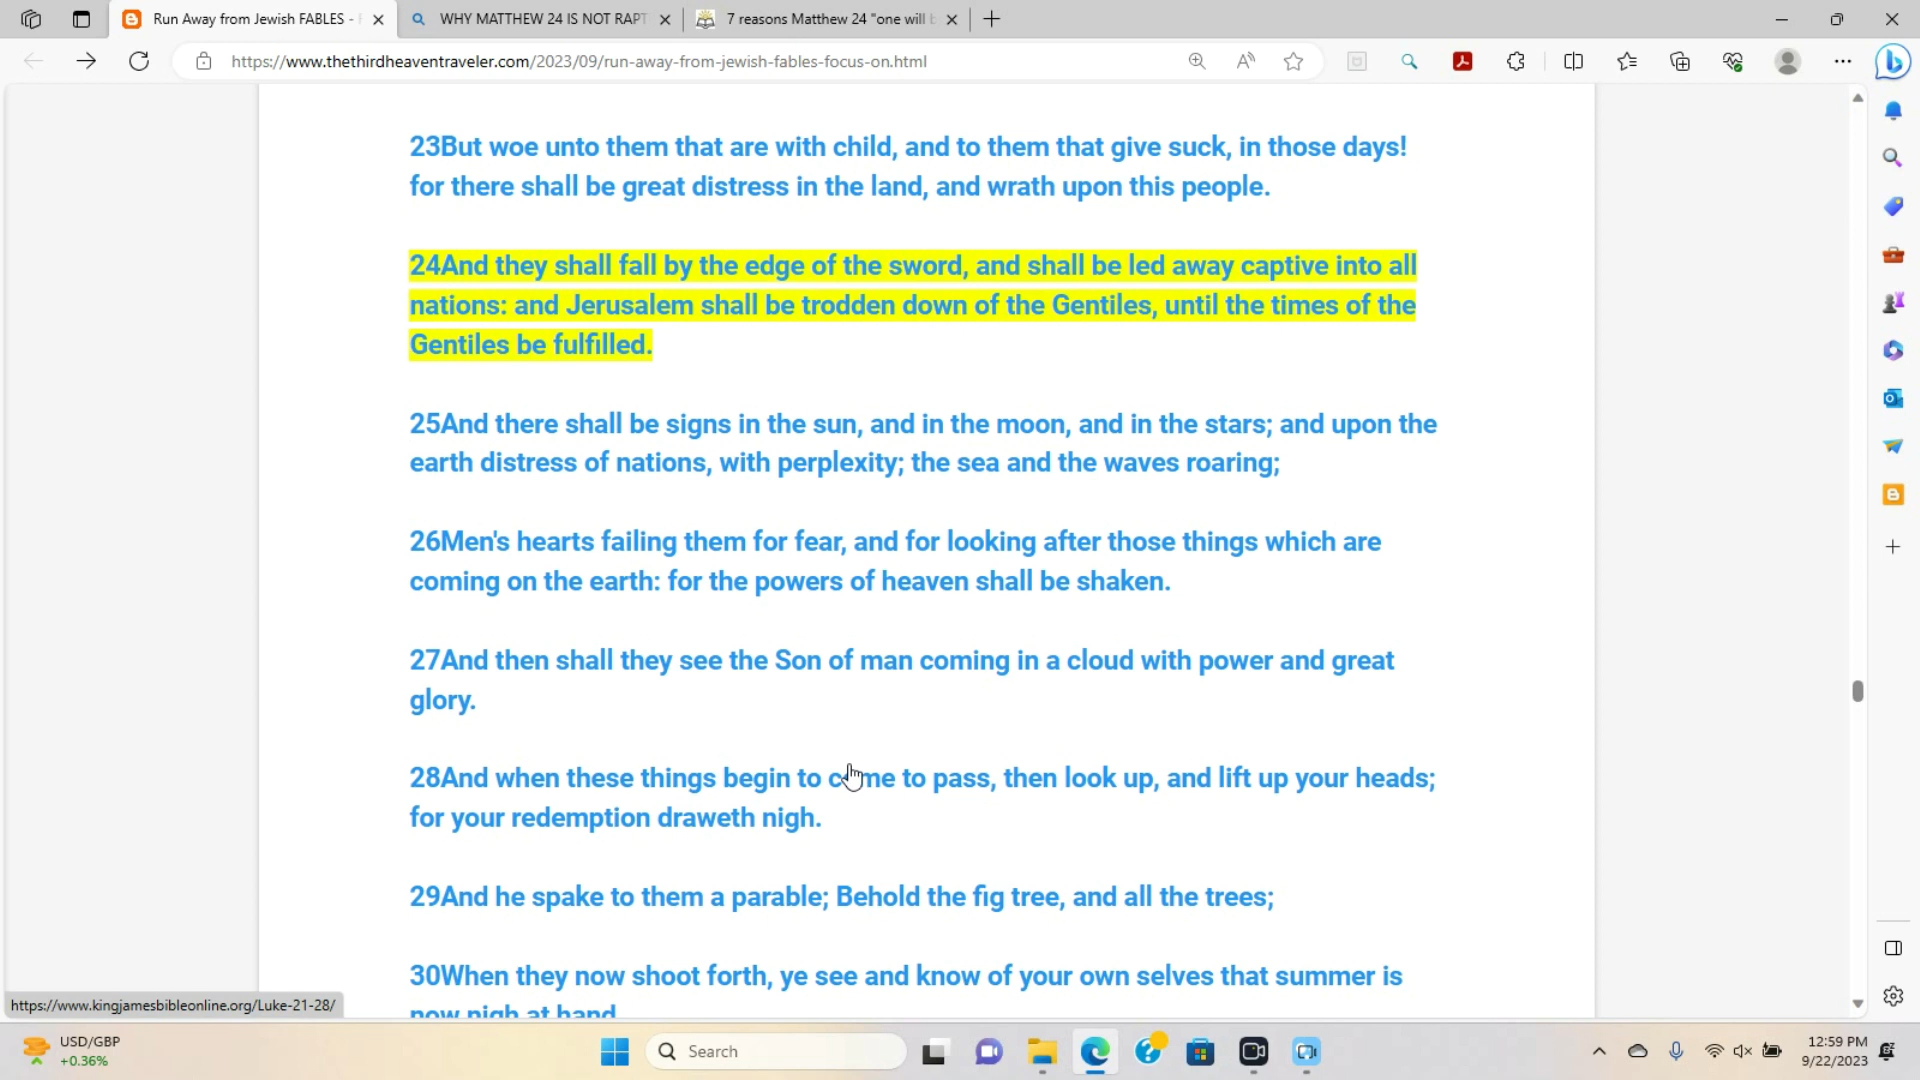 Run Away from Jewish FABLES -
WHY MATTHEW 24 IS NOT RAPT
7 reasons Matthew 24 "one will
https://www.thethirdheaventraveler.com/2023/09/run-away-from-jewish-fables-focus-on.html
23But woe unto them that are with child, and to them that give suck, in those days!
for there shall be great distress in the land, and wrath upon this people.
24And they shall fall by the edge of the sword, and shall be led away captive into all
nations: and Jerusalem shall be trodden down of the Gentiles, until the times of the
Gentiles be fulfilled.
25And there shall be signs in the sun, and in the moon, and in the stars; and upon the
earth distress of nations, with perplexity; the sea and the waves roaring;
26Men's hearts failing them for fear, and for looking after those things which are
coming on the earth: for the powers of heaven shall be shaken.
27And then shall they see the Son of man coming in a cloud with power and great
glory.
28And when these things begin to come to pass, then look up, and lift up your heads;
for your redemption draweth nigh.
29And he spake to them a parable; Behold the fig tree, and all the trees;
30When they now shoot forth, ye see and know of your own selves that summer is
now nigh at hand.
https://www.kingjamesbibleonline.org/Luke-21-28/
USD/GBP
+0.36%
Search
12:59 PM
9/22/2023